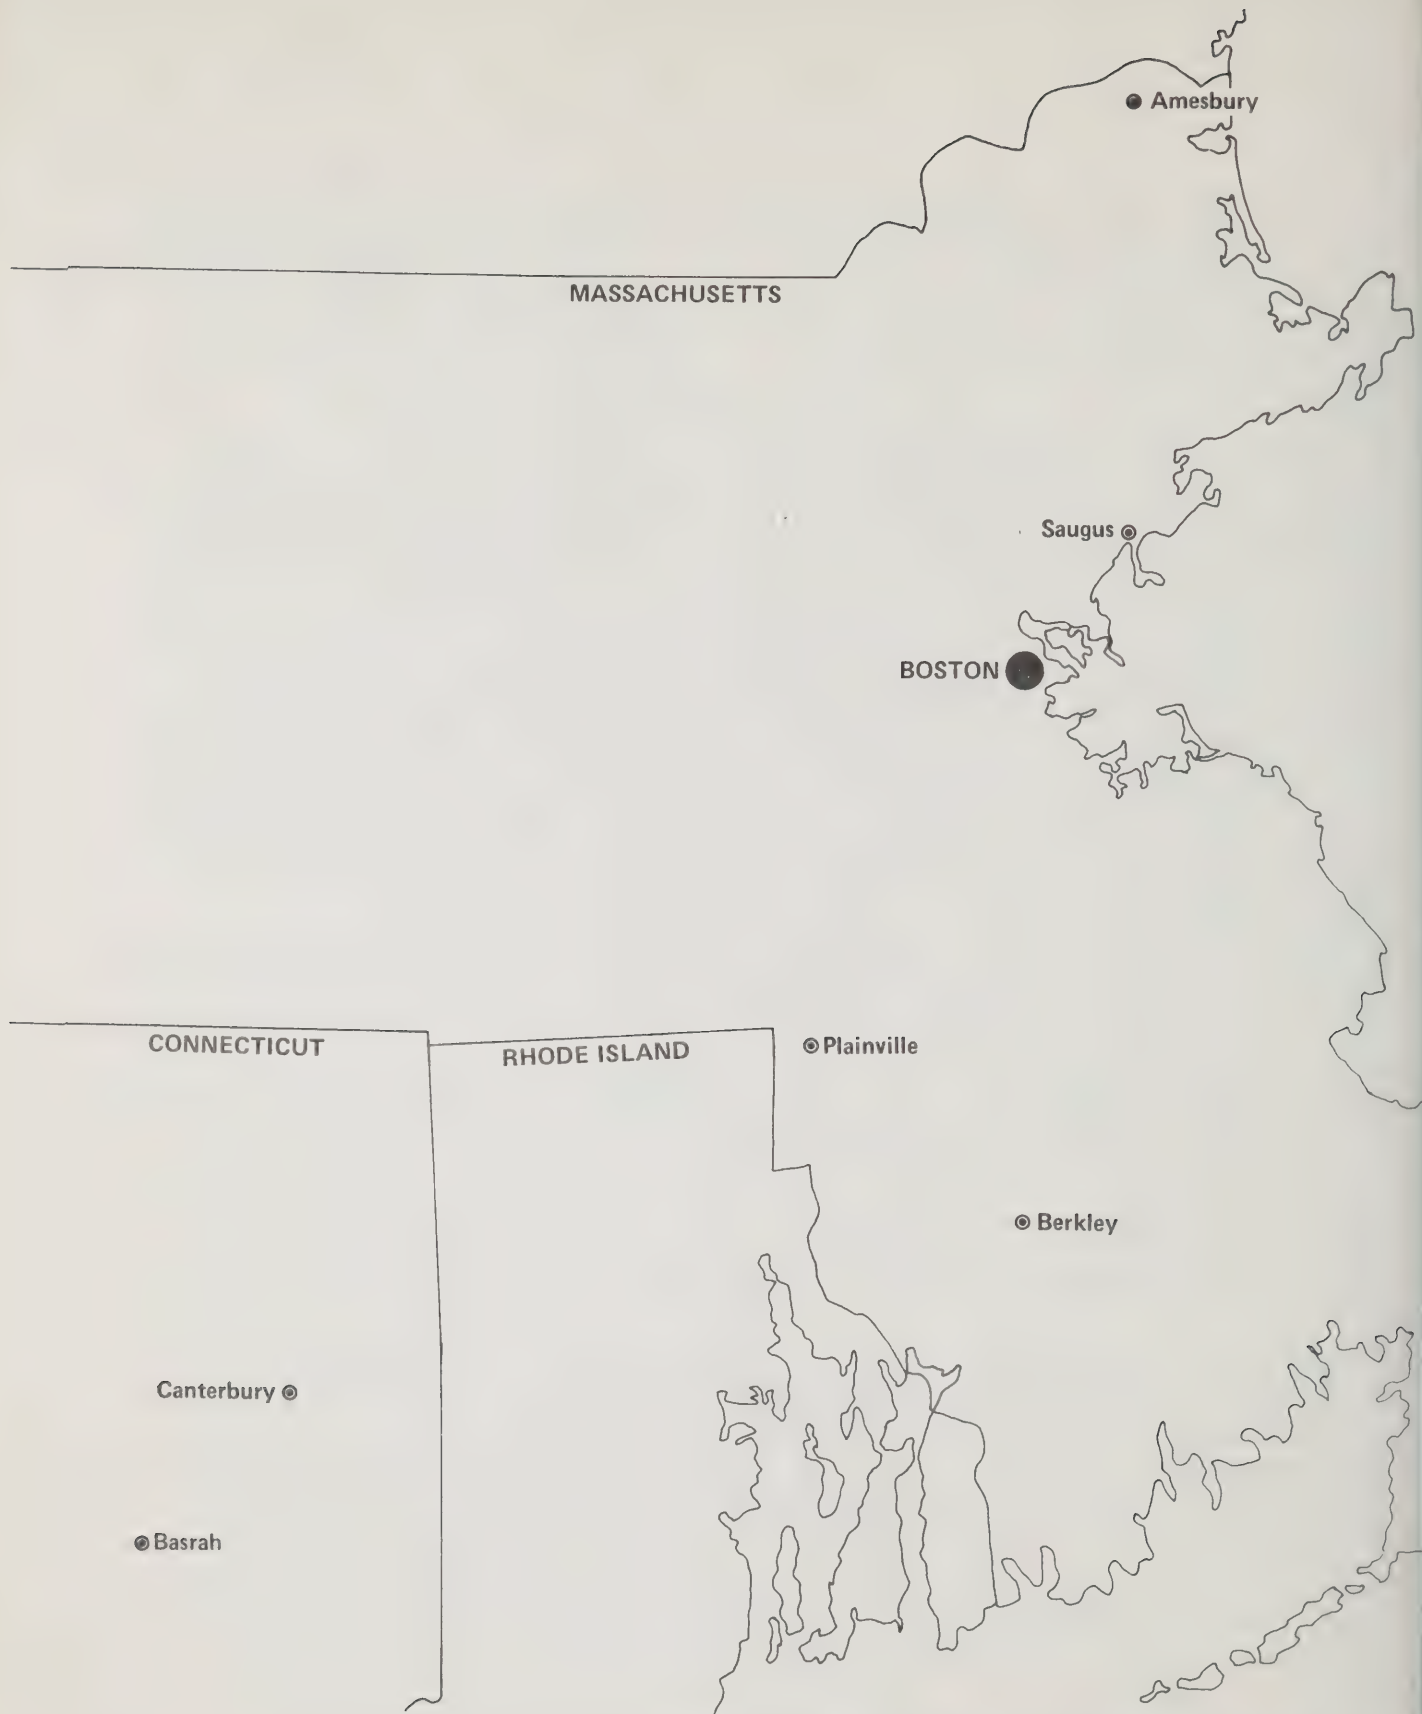 Amesbury
MASSACHUSETTS
Saugus
BOSTON
CONNECTICUT
RHODE ISLAND
Plainville
Berkley
Canterbury
Basrah